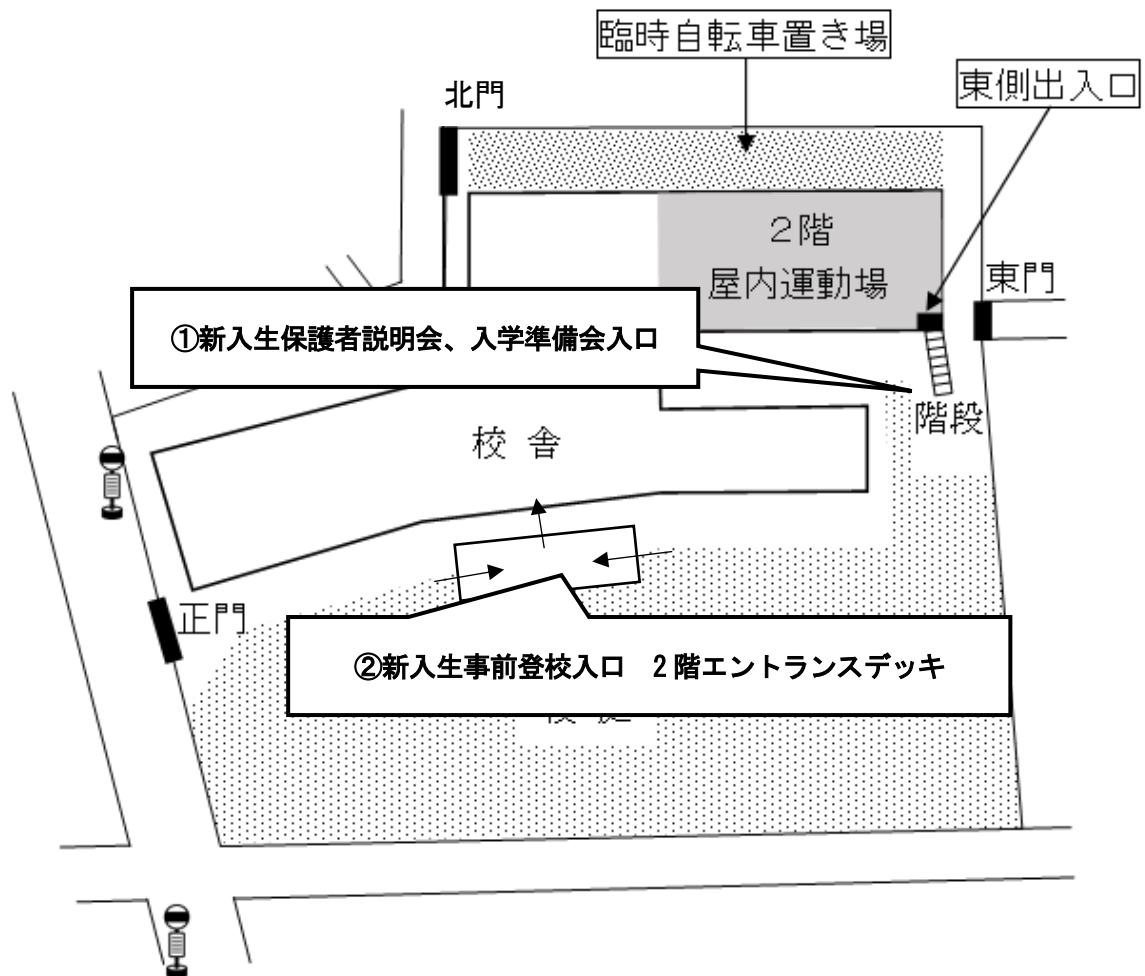 臨時自転車置き場
東側出入口
北門
2階
屋内運動場
東門
①新入生保護者説明会、入学準備会入口
階段
校舎
正門
②新入生事前登校入口　2階エントランスデッキ